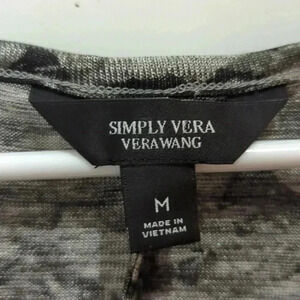 SIMPLY VERA
VERAWANG
M
MADE IN
VIETNAM